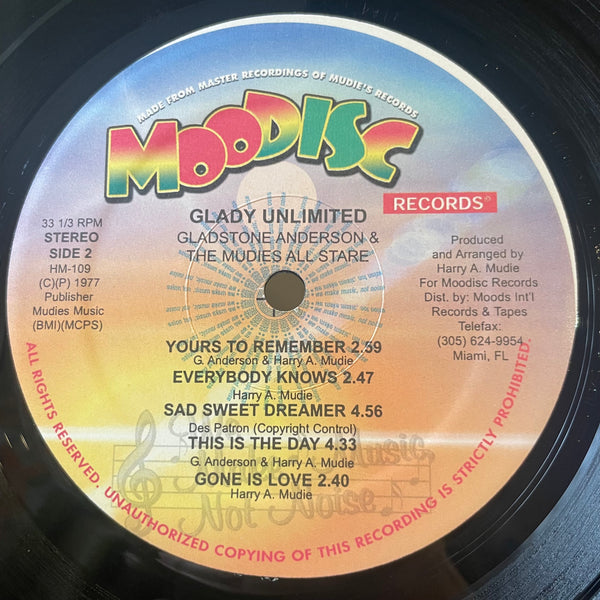 MADE FROM MASTER RECORDINGS OF MUDIE'S RECORDS
MOODISC
RECORDS®
GLADY UNLIMITED
GLADSTONE ANDERSON &
THE MUDIES ALL STARE
33 1/3 RPM
STEREO
SIDE 2
HM-109
(C)(P) 1977
Publisher
Mudies Music
(BMI)(MCPS)
Produced
and Arranged by
Harry A. Mudie
For Moodisc Records
Dist. by: Moods Int'l
Records & Tapes
Telefax:
(305) 624-9954
Miami, FL
YOURS TO REMEMBER 2.59
G. Anderson & Harry A. Mudie
EVERYBODY KNOWS 2.47
Harry A. Mudie
SAD SWEET DREAMER 4.56
Des Patron (Copyright Control)
THIS IS THE DAY 4.33
G. Anderson & Harry A. Mudie
GONE IS LOVE 2.40
Harry A. Mudie
Music
Not Noise
ALL RIGHTS RESERVED. UNAUTHORIZED COPYING OF THIS RECORDING IS STRICTLY PROHIBITED.